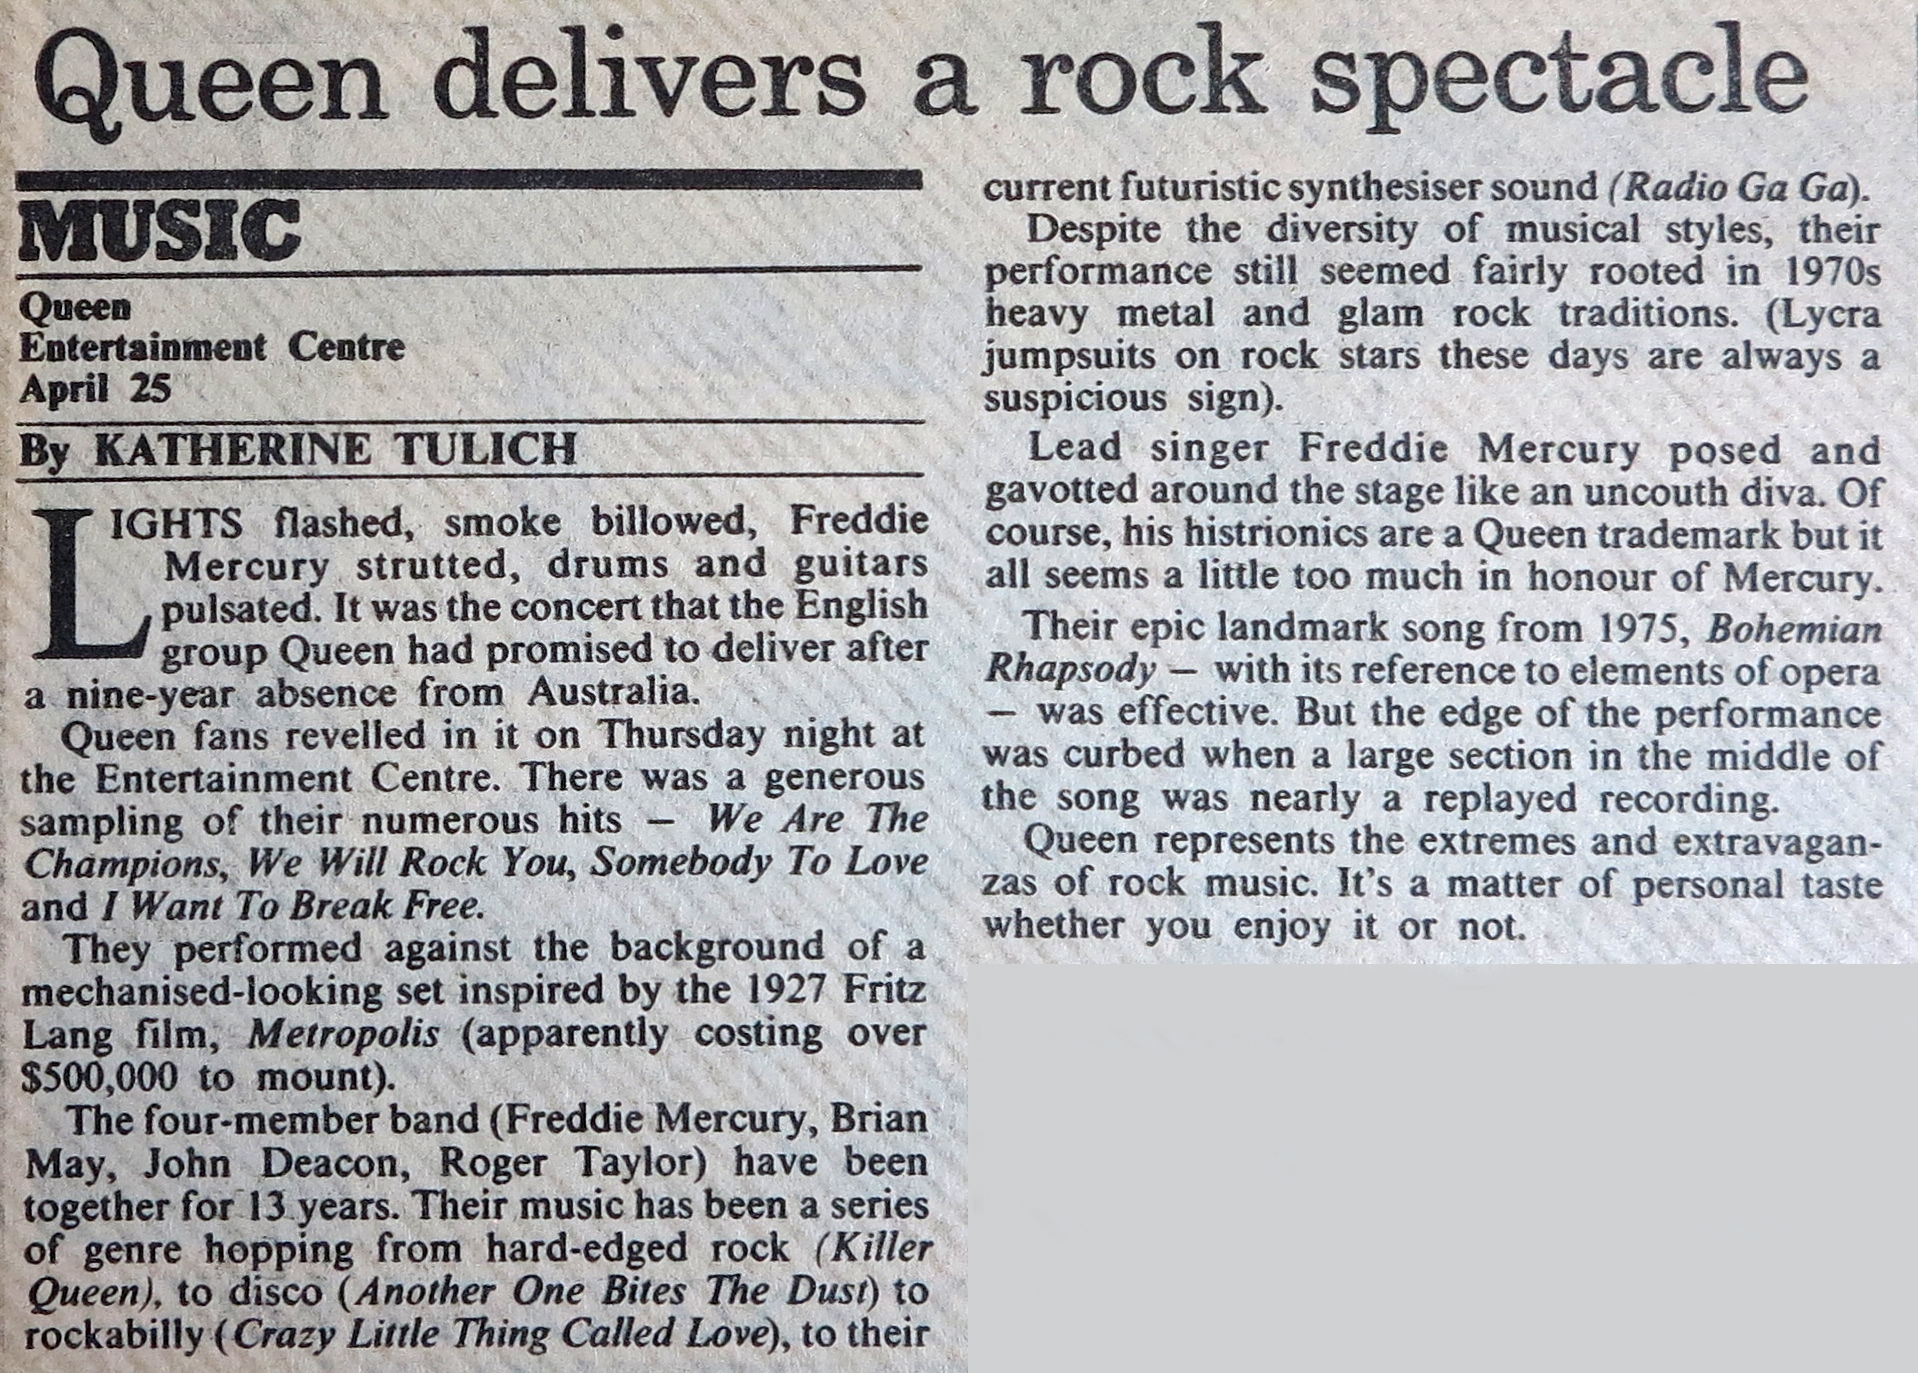 Queen delivers a rock spectacle
MUSIC
Queen
Entertainment Centre
April 25
By KATHERINE TULICH
LIGHTS flashed, smoke billowed, Freddie
Mercury strutted, drums and guitars
pulsated. It was the concert that the English
group Queen had promised to deliver after
a nine-year absence from Australia.
Queen fans revelled in it on Thursday night at
the Entertainment Centre. There was a generous
sampling of their numerous hits — We Are The
Champions, We Will Rock You, Somebody To Love
and I Want To Break Free.
They performed against the background of a
mechanised-looking set inspired by the 1927 Fritz
Lang film, Metropolis (apparently costing over
$500,000 to mount).
The four-member band (Freddie Mercury, Brian
May, John Deacon, Roger Taylor) have been
together for 13 years. Their music has been a series
of genre hopping from hard-edged rock (Killer
Queen), to disco (Another One Bites The Dust) to
rockabilly (Crazy Little Thing Called Love), to their
current futuristic synthesiser sound (Radio Ga Ga).
Despite the diversity of musical styles, their
performance still seemed fairly rooted in 1970s
heavy metal and glam rock traditions. (Lycra
jumpsuits on rock stars these days are always a
suspicious sign).
Lead singer Freddie Mercury posed and
gavotted around the stage like an uncouth diva. Of
course, his histrionics are a Queen trademark but it
all seems a little too much in honour of Mercury.
Their epic landmark song from 1975, Bohemian
Rhapsody — with its reference to elements of opera
— was effective. But the edge of the performance
was curbed when a large section in the middle of
the song was nearly a replayed recording.
Queen represents the extremes and extravagan-
zas of rock music. It's a matter of personal taste
whether you enjoy it or not.